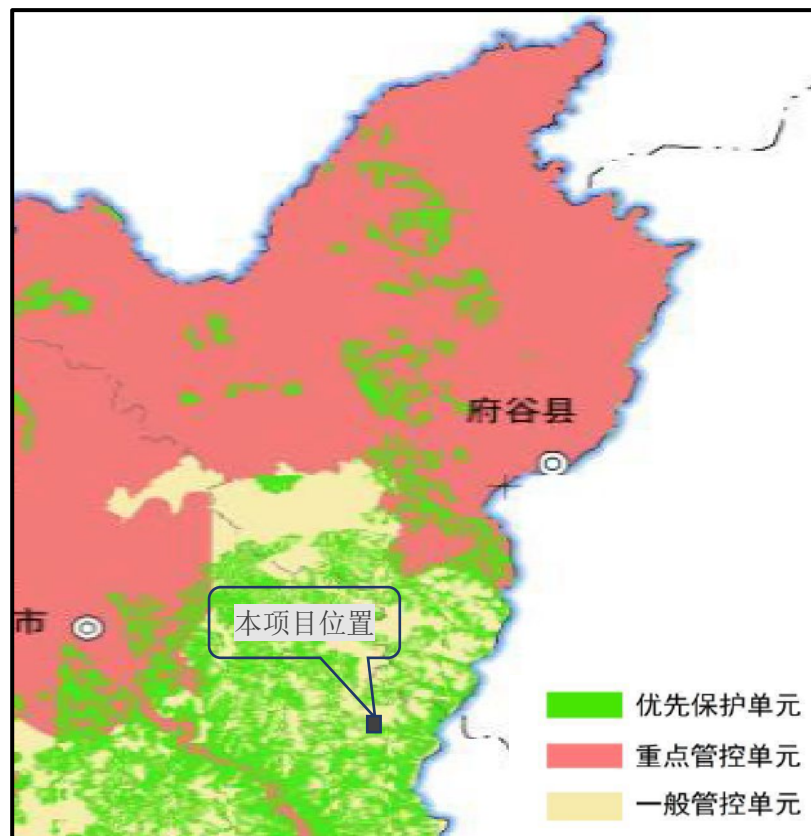 府谷县
市
本项目位置
优先保护单元
重点管控单元
一般管控单元